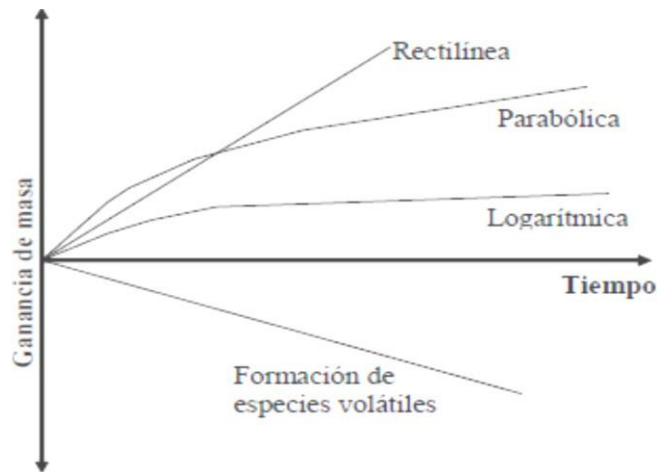 Rectilínea
Parabólica
Logarítmica
Ganancia de masa
Tiempo
Formación de
especies volátiles